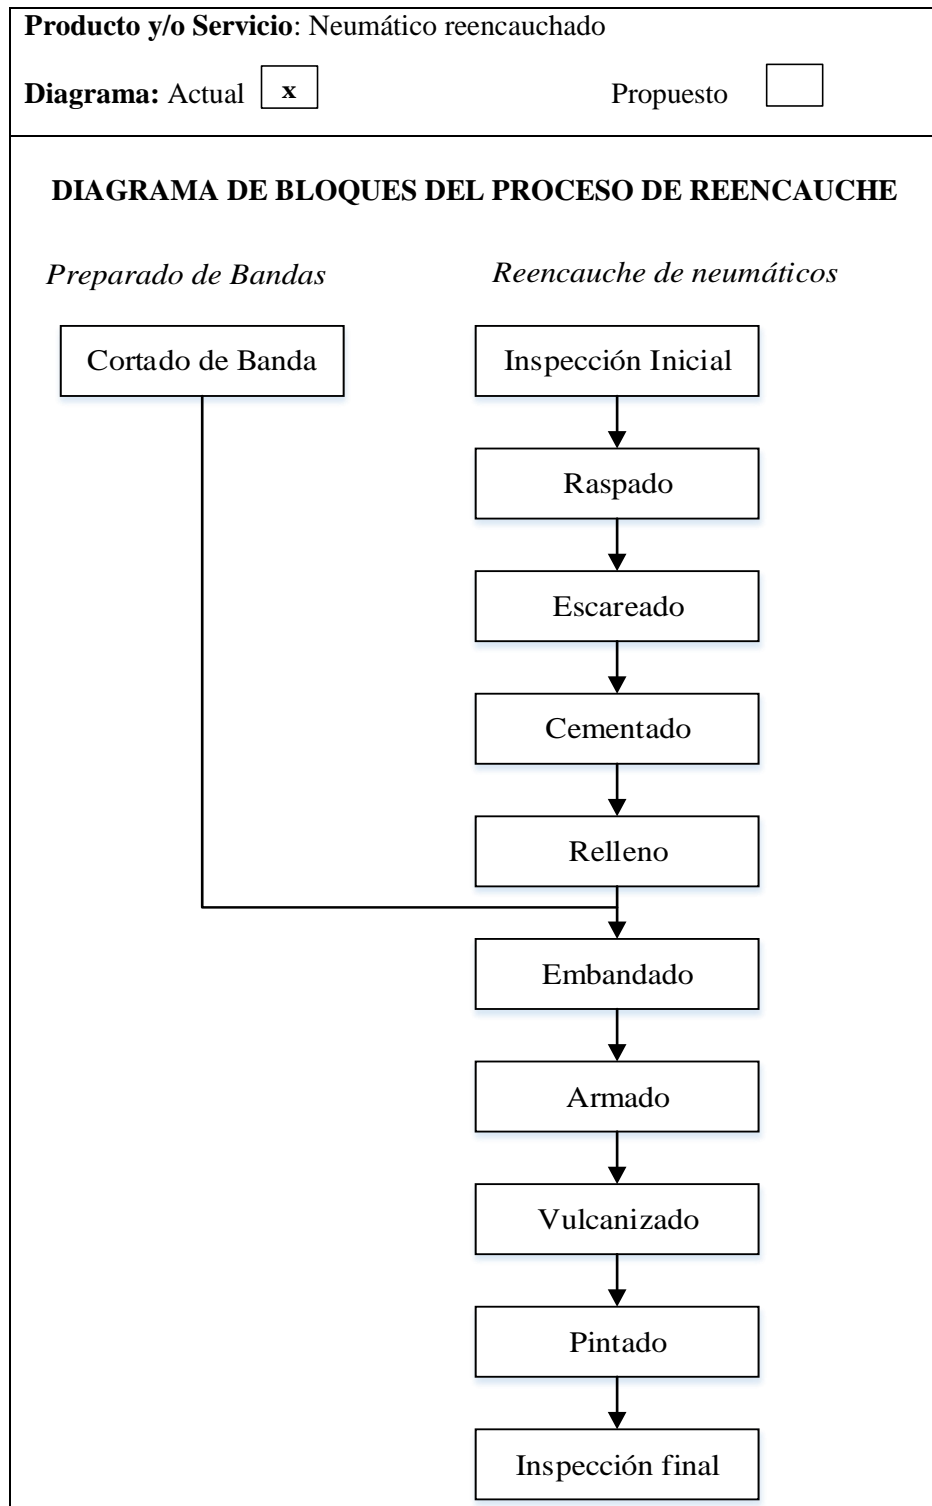 Producto y/o Servicio: Neumático reencauchado
Diagrama: Actual x Propuesto
DIAGRAMA DE BLOQUES DEL PROCESO DE REENCAUCHE
Preparado de Bandas
Reencauche de neumáticos
Cortado de Banda
Inspección Inicial
Raspado
Escareado
Cementado
Relleno
Embandado
Armado
Vulcanizado
Pintado
Inspección final